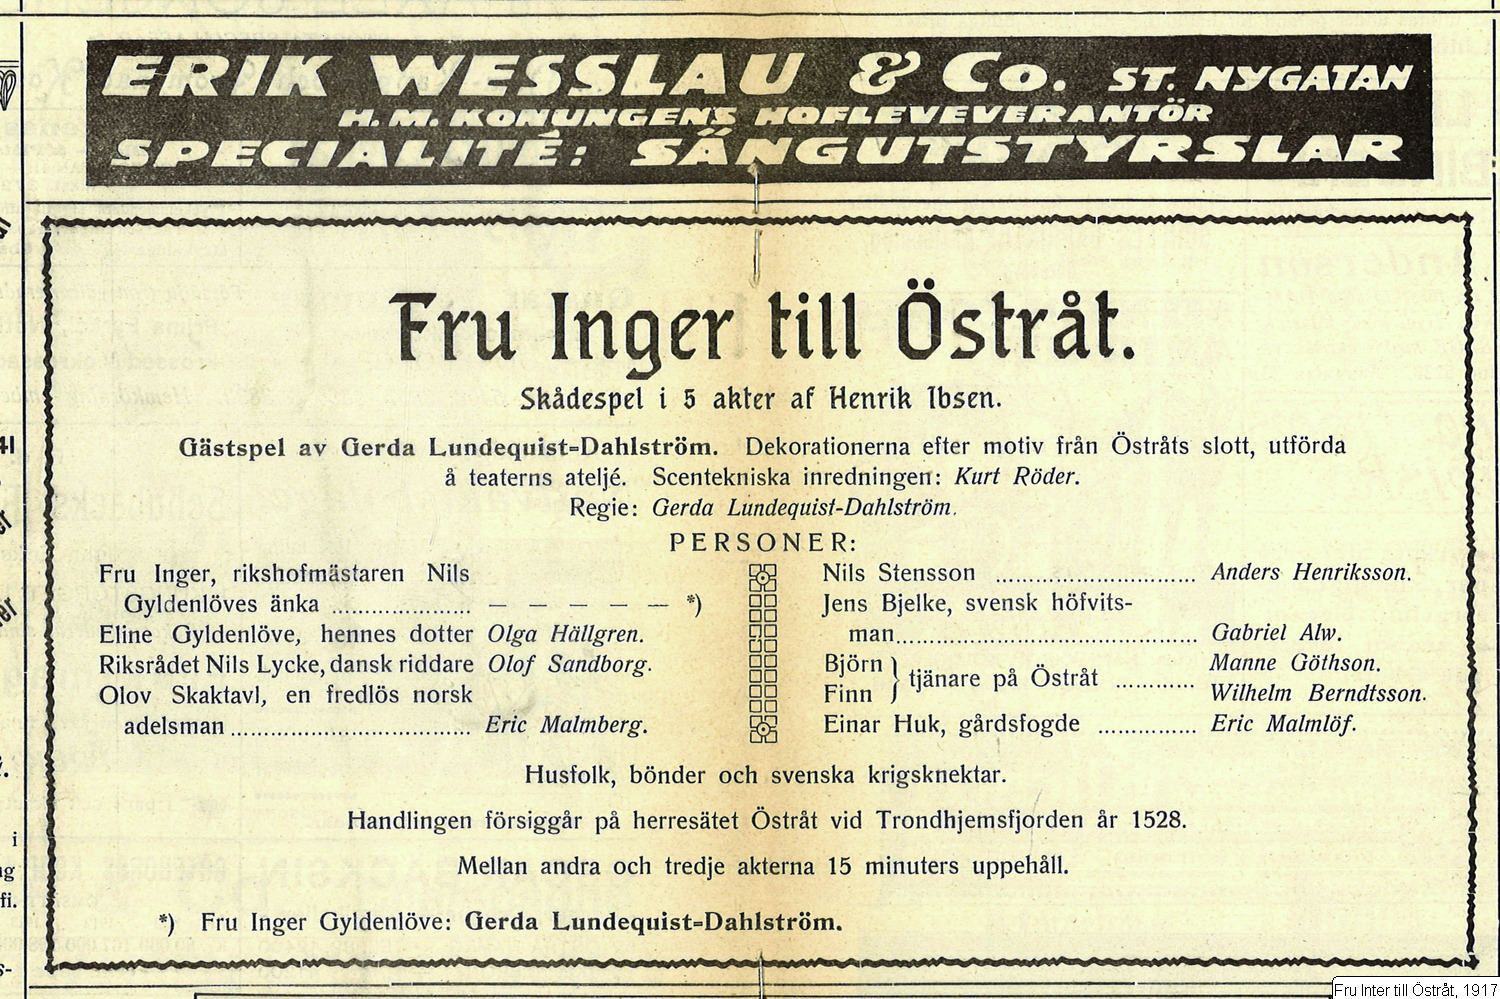 ERIK WESSLAU & Co. ST. NYGATAN
H. M. KONUNGENS HOFLEVEVERANTÖR
SPECIALITÉ: SÄNGUTSTYRSLAR
Fru Inger till Östråt.
Skådespel i 5 akter af Henrik Ibsen.
Gästspel av Gerda Lundequist-Dahlström. Dekorationerna efter motiv från Östråts slott, utförda
å teaterns ateljé. Scentekniska inredningen: Kurt Röder.
Regie: Gerda Lundequist-Dahlström.
PERSONER:
Fru Inger, rikshofmästaren Nils
Gyldenlöves änka .................. — — — — — — *)
Eline Gyldenlöve, hennes dotter Olga Hällgren.
Riksrådet Nils Lycke, dansk riddare Olof Sandborg.
Olov Skaktavl, en fredlös norsk
adelsman .................................. Eric Malmberg.
Nils Stensson ............................ Anders Henriksson.
Jens Bjelke, svensk höfvits-
man.......................................... Gabriel Alw.
Björn } tjänare på Östråt ........... Manne Göthson.
Finn Wilhelm Berndtsson.
Einar Huk, gårdsfogde .............. Eric Malmlöf.
Husfolk, bönder och svenska krigsknektar.
Handlingen försiggår på herresätet Östråt vid Trondhjemsfjorden år 1528.
Mellan andra och tredje akterna 15 minuters uppehåll.
*) Fru Inger Gyldenlöve: Gerda Lundequist-Dahlström.
Fru Inter till Östråt, 1917